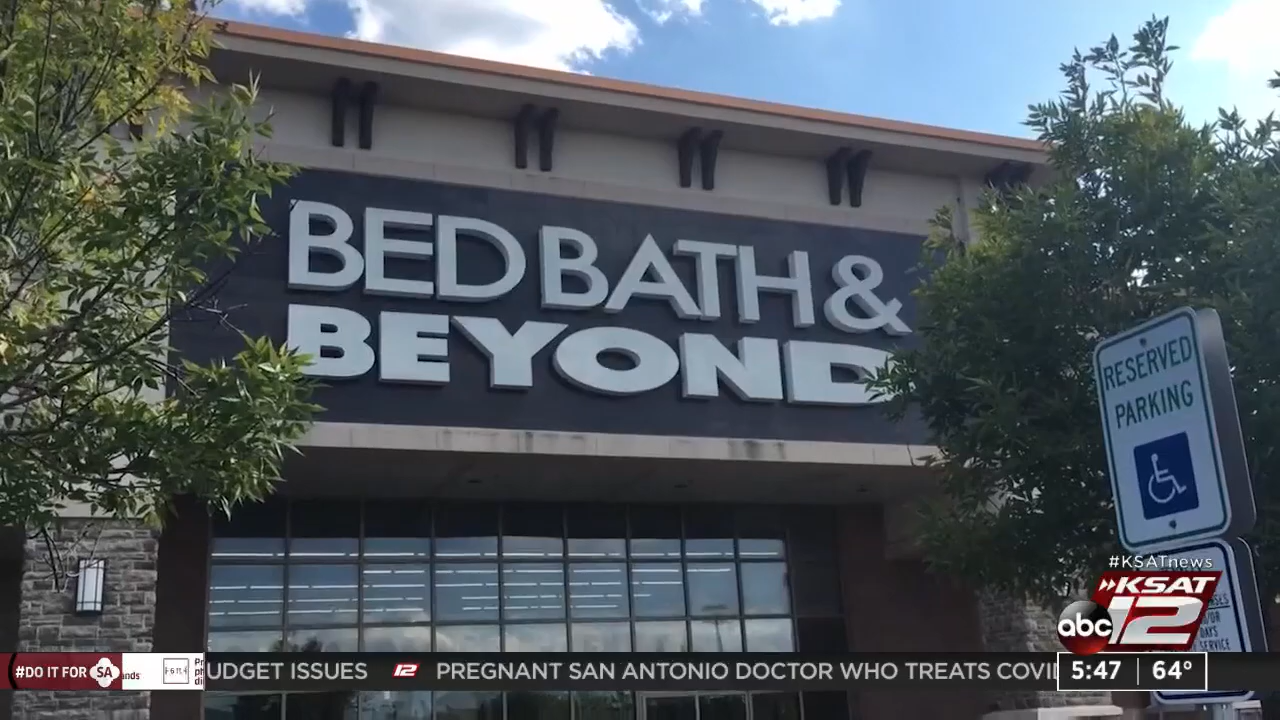 BED BATH &
BEYOND
RESERVED
PARKING
#KSATnews
KSAT
abc 12
#DO IT FOR SA
UDGET ISSUES 12 PREGNANT SAN ANTONIO DOCTOR WHO TREATS COVI
5:47 64°